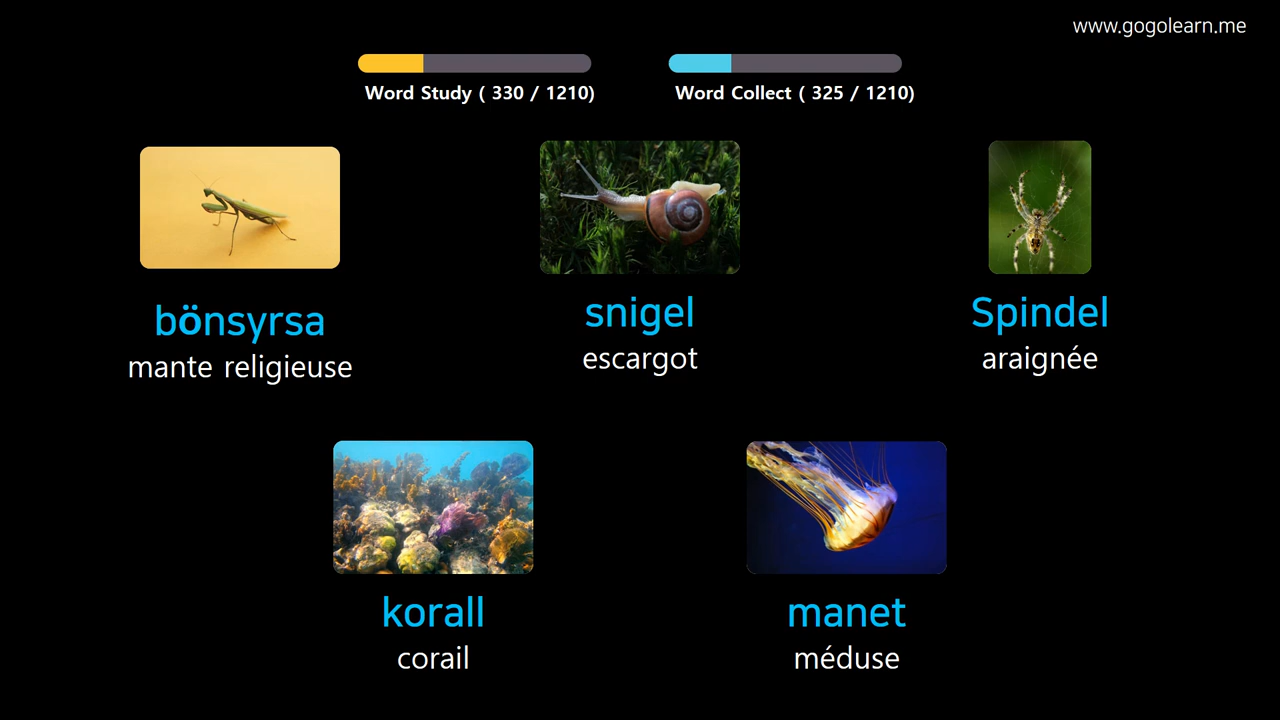 www.gogolearn.me
Word Study ( 330 / 1210)
Word Collect ( 325 / 1210)
bönsyrsa
mante religieuse
snigel
escargot
Spindel
araignée
korall
corail
manet
méduse